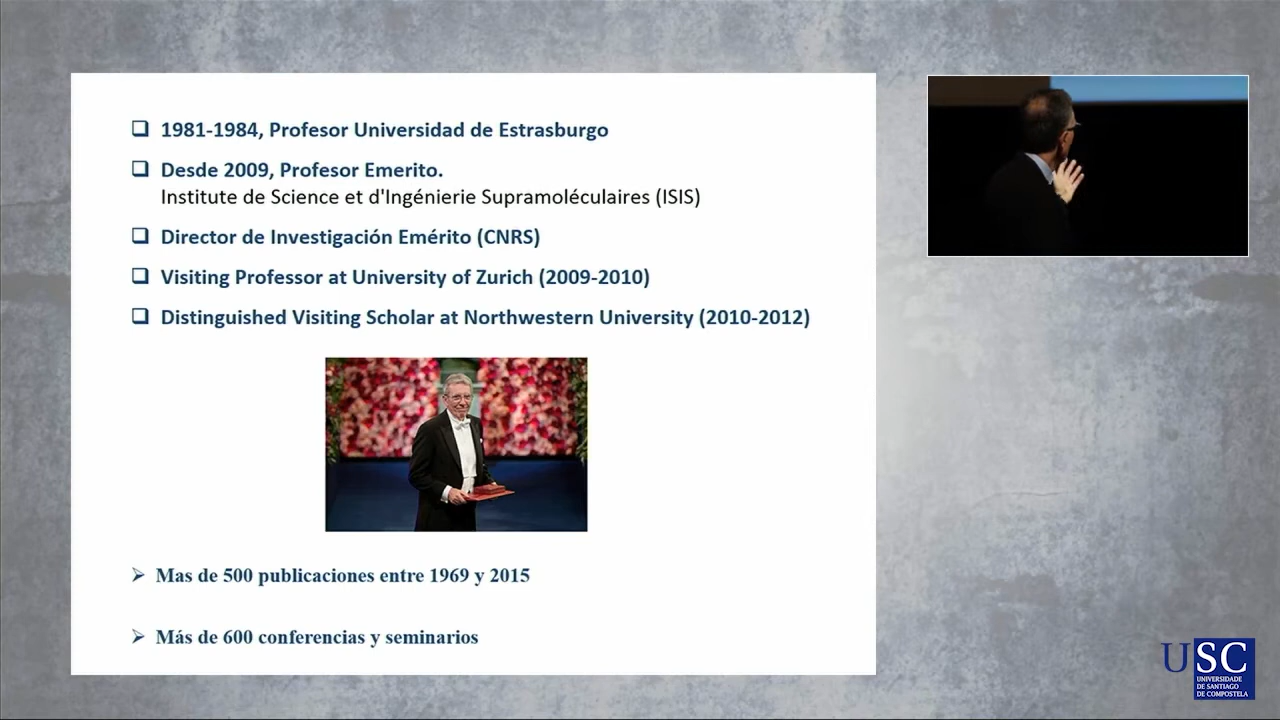 1981-1984, Profesor Universidad de Estrasburgo
Desde 2009, Profesor Emerito.
Institute de Science et d'Ingénierie Supramoléculaires (ISIS)
Director de Investigación Emérito (CNRS)
Visiting Professor at University of Zurich (2009-2010)
Distinguished Visiting Scholar at Northwestern University (2010-2012)
Mas de 500 publicaciones entre 1969 y 2015
Más de 600 conferencias y seminarios
USC
UNIVERSIDADE
DE SANTIAGO
DE COMPOSTELA